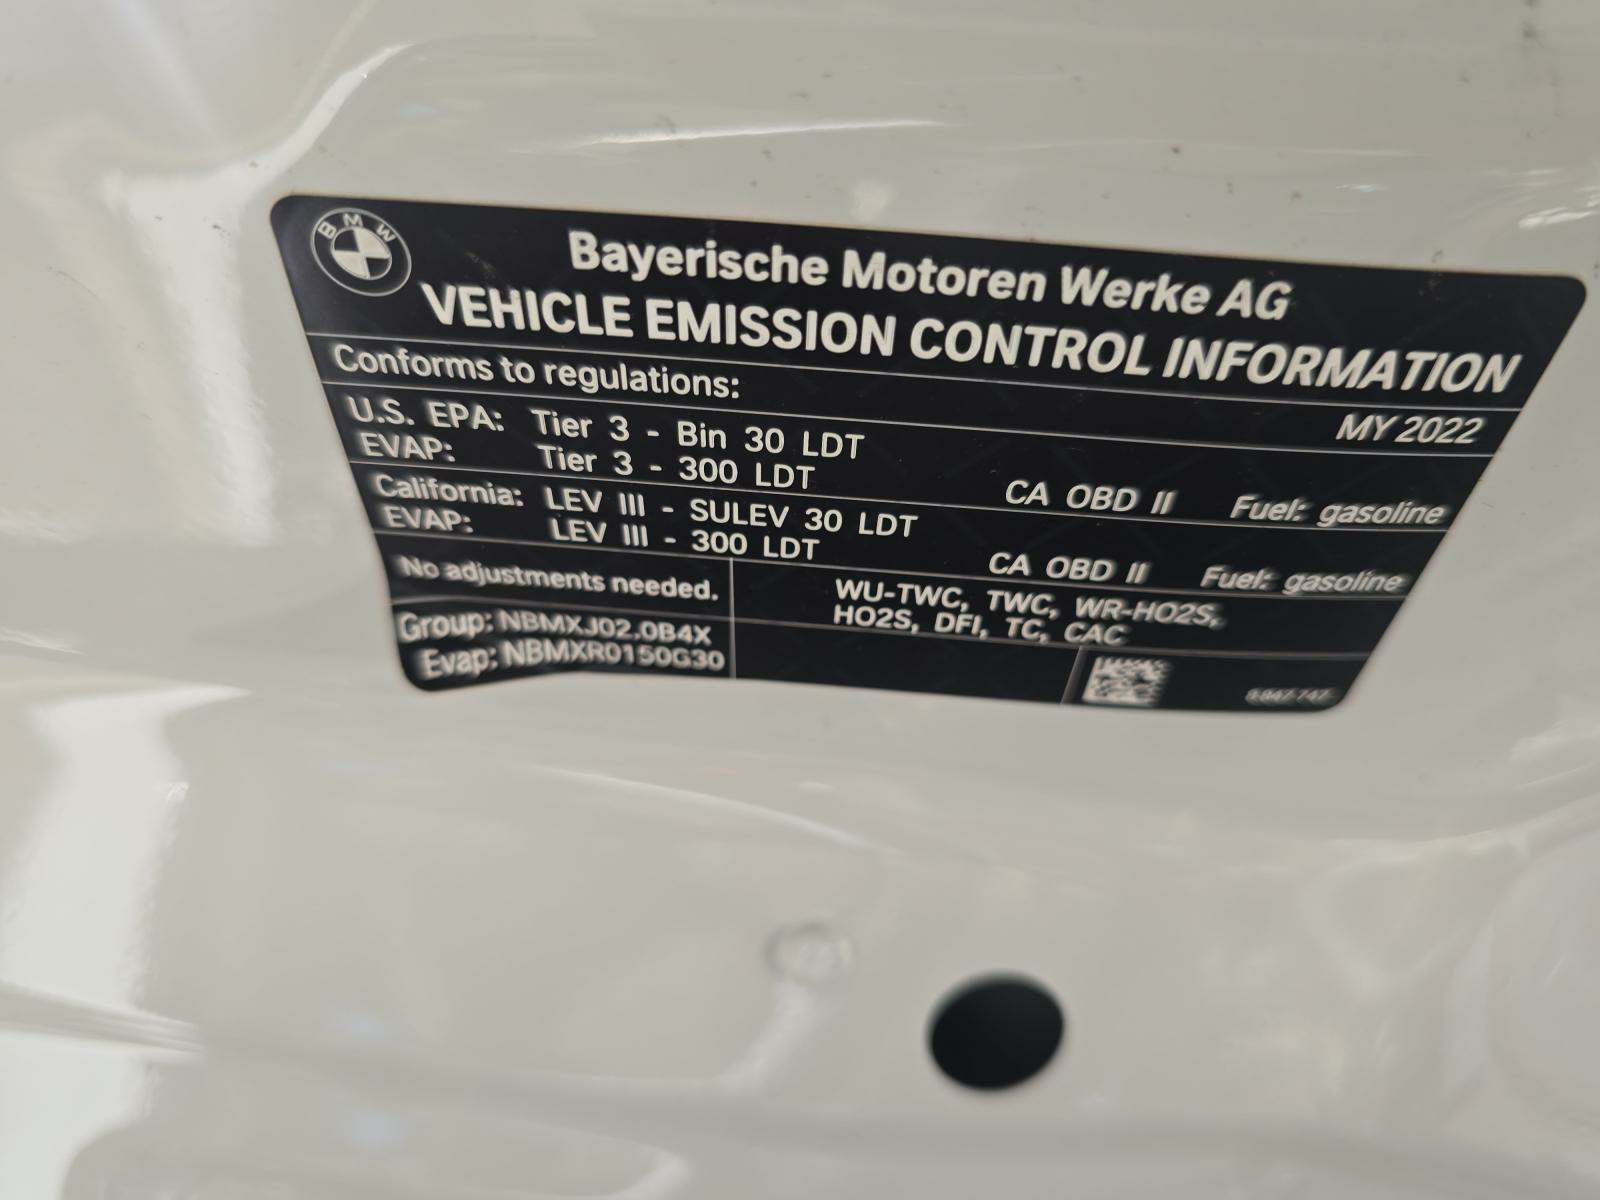 BMW
Bayerische Motoren Werke AG
VEHICLE EMISSION CONTROL INFORMATION
Conforms to regulations:
MY 2022
U.S. EPA: Tier 3 - Bin 30 LDT
EVAP: Tier 3 - 300 LDT
CA OBD II Fuel: gasoline
California: LEV III - SULEV 30 LDT
EVAP: LEV III - 300 LDT
CA OBD II Fuel: gasoline
No adjustments needed.
WU-TWC, TWC, WR-HO2S,
HO2S, DFI, TC, CAC
Group: NBMXJ02.0B4X
Evap: NBMXR0150G30